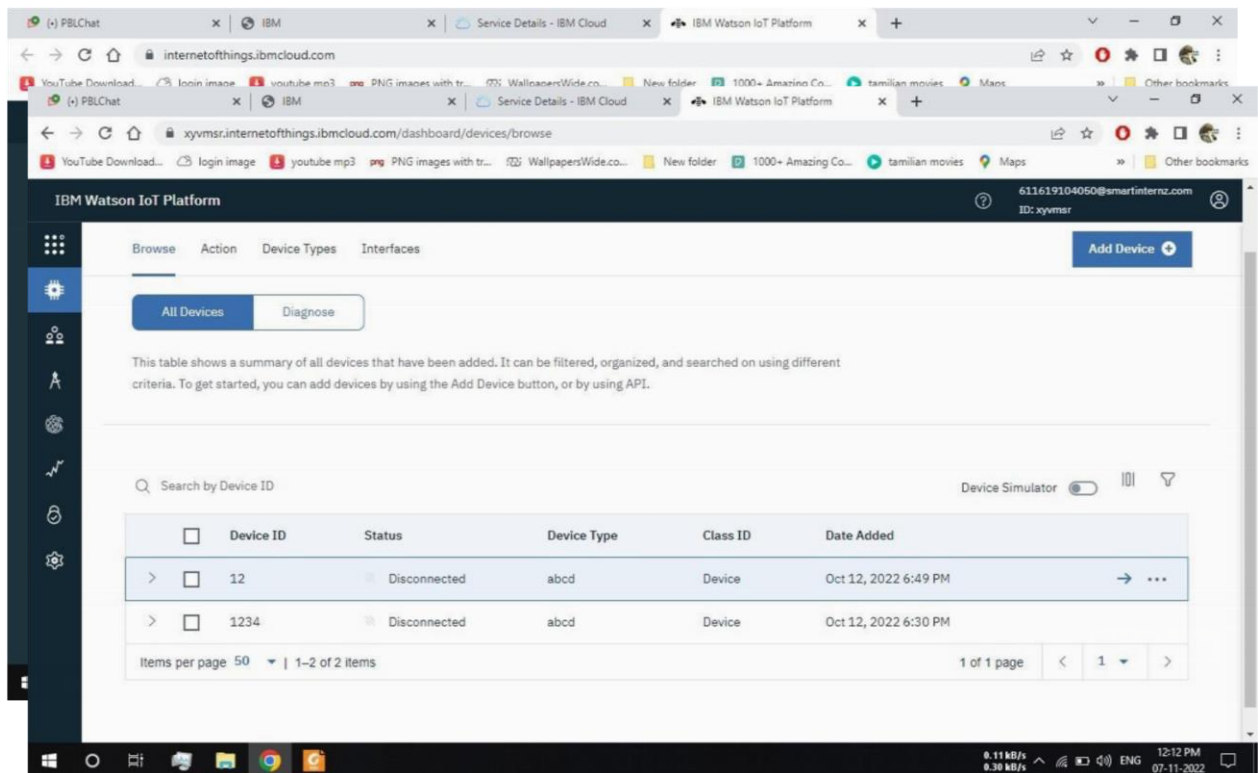 (•) PBLChat IBM Service Details - IBM Cloud IBM Watson IoT Platform
internetofthings.ibmcloud.com
YouTube Download... login image youtube mp3 png PNG images with tr... WallpapersWide.co... New folder 1000+ Amazing Co... tamilian movies Maps » Other bookmarks
(•) PBLChat IBM Service Details - IBM Cloud IBM Watson IoT Platform
xyvmsr.internetofthings.ibmcloud.com/dashboard/devices/browse
YouTube Download... login image youtube mp3 png PNG images with tr... WallpapersWide.co... New folder 1000+ Amazing Co... tamilian movies Maps » Other bookmarks
IBM Watson IoT Platform
611619104050@smartinternz.com
ID: xyvmsr
Browse Action Device Types Interfaces Add Device
All Devices Diagnose
This table shows a summary of all devices that have been added. It can be filtered, organized, and searched on using different
criteria. To get started, you can add devices by using the Add Device button, or by using API.
Search by Device ID Device Simulator
Device ID Status Device Type Class ID Date Added
12 Disconnected abcd Device Oct 12, 2022 6:49 PM
1234 Disconnected abcd Device Oct 12, 2022 6:30 PM
Items per page 50 | 1–2 of 2 items 1 of 1 page < 1 >
0.11 kB/s
0.30 kB/s
ENG
12:12 PM
07-11-2022